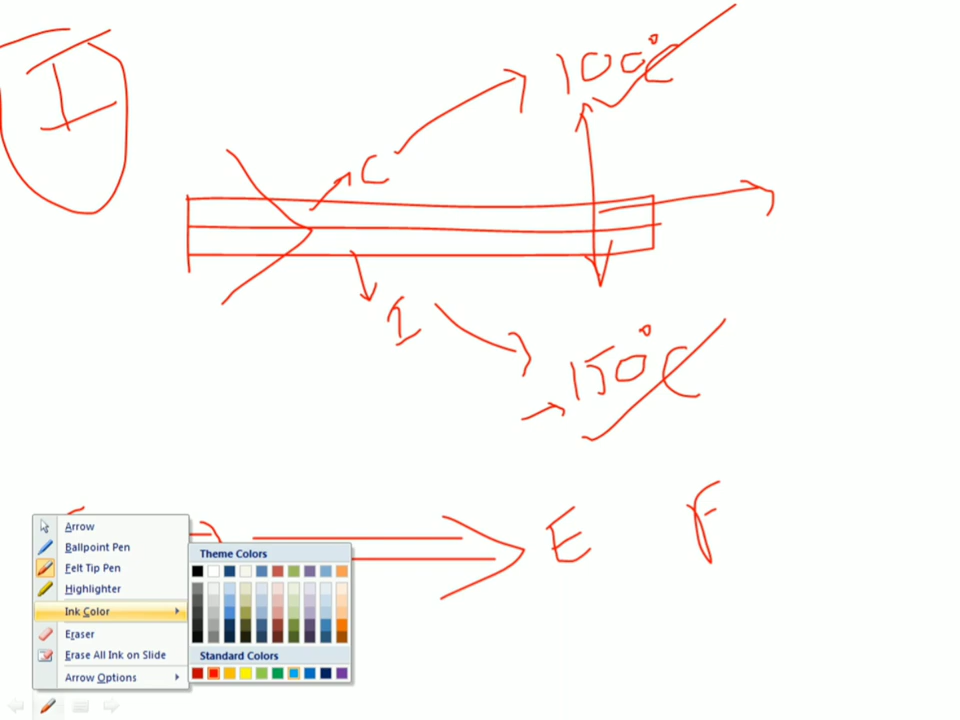 I
100°C
C
I
150°C
E F
Arrow
Ballpoint Pen
Felt Tip Pen
Highlighter
Ink Color
Eraser
Erase All Ink on Slide
Arrow Options
Theme Colors
Standard Colors